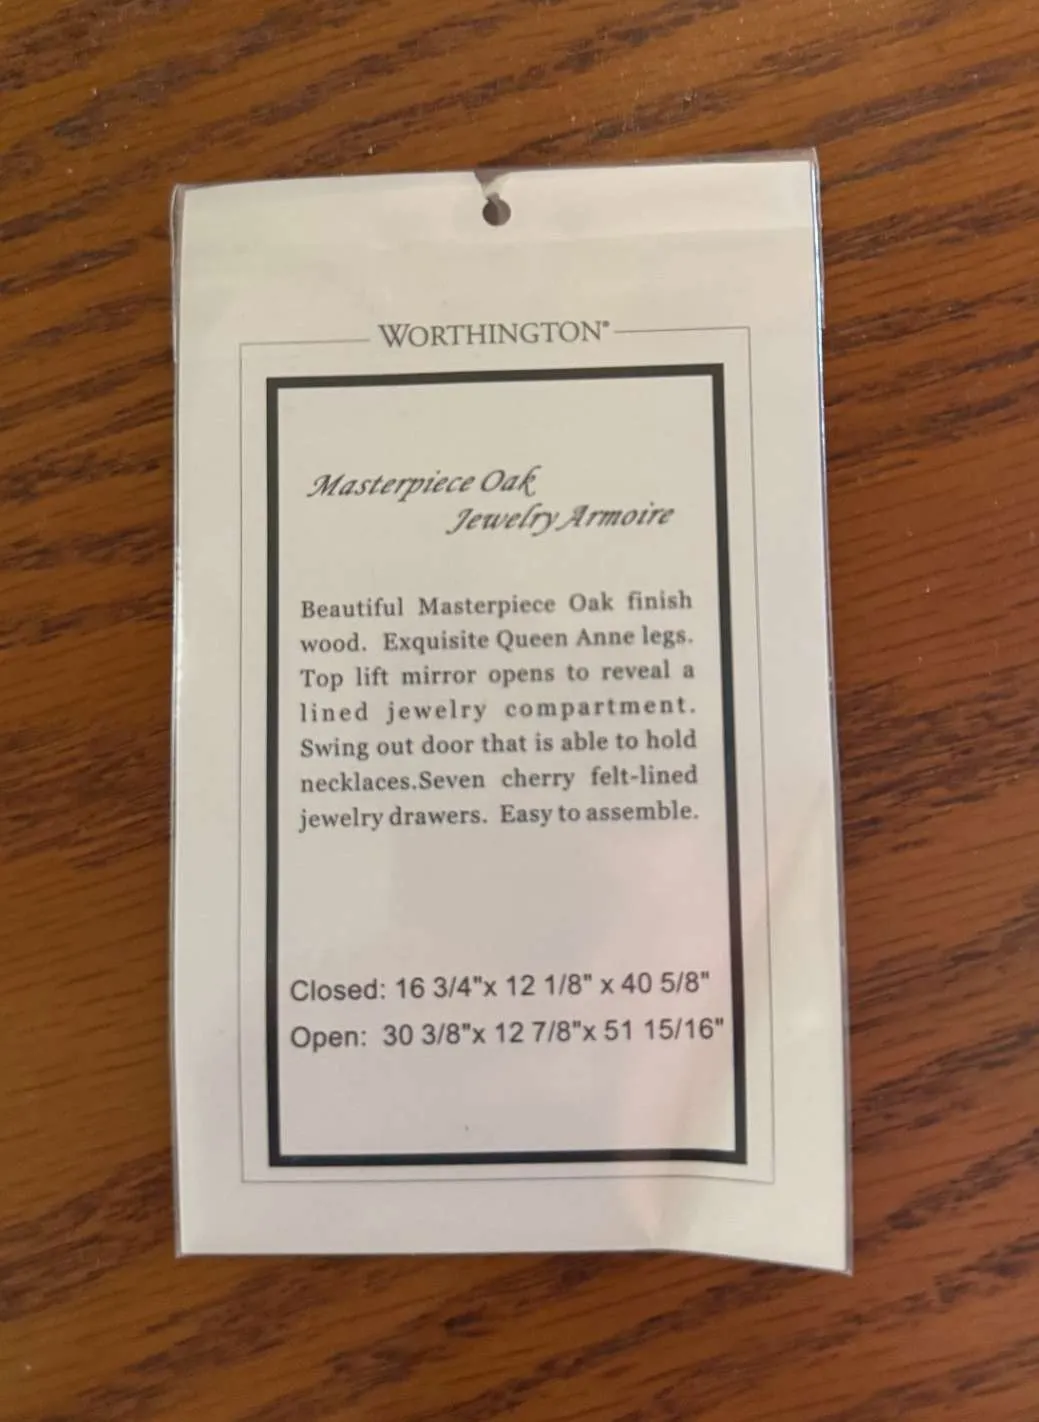 WORTHINGTON®
Masterpiece Oak
Jewelry Armoire
Beautiful Masterpiece Oak finish
wood. Exquisite Queen Anne legs.
Top lift mirror opens to reveal a
lined jewelry compartment.
Swing out door that is able to hold
necklaces.Seven cherry felt-lined
jewelry drawers. Easy to assemble.
Closed: 16 3/4"x 12 1/8" x 40 5/8"
Open: 30 3/8"x 12 7/8"x 51 15/16"